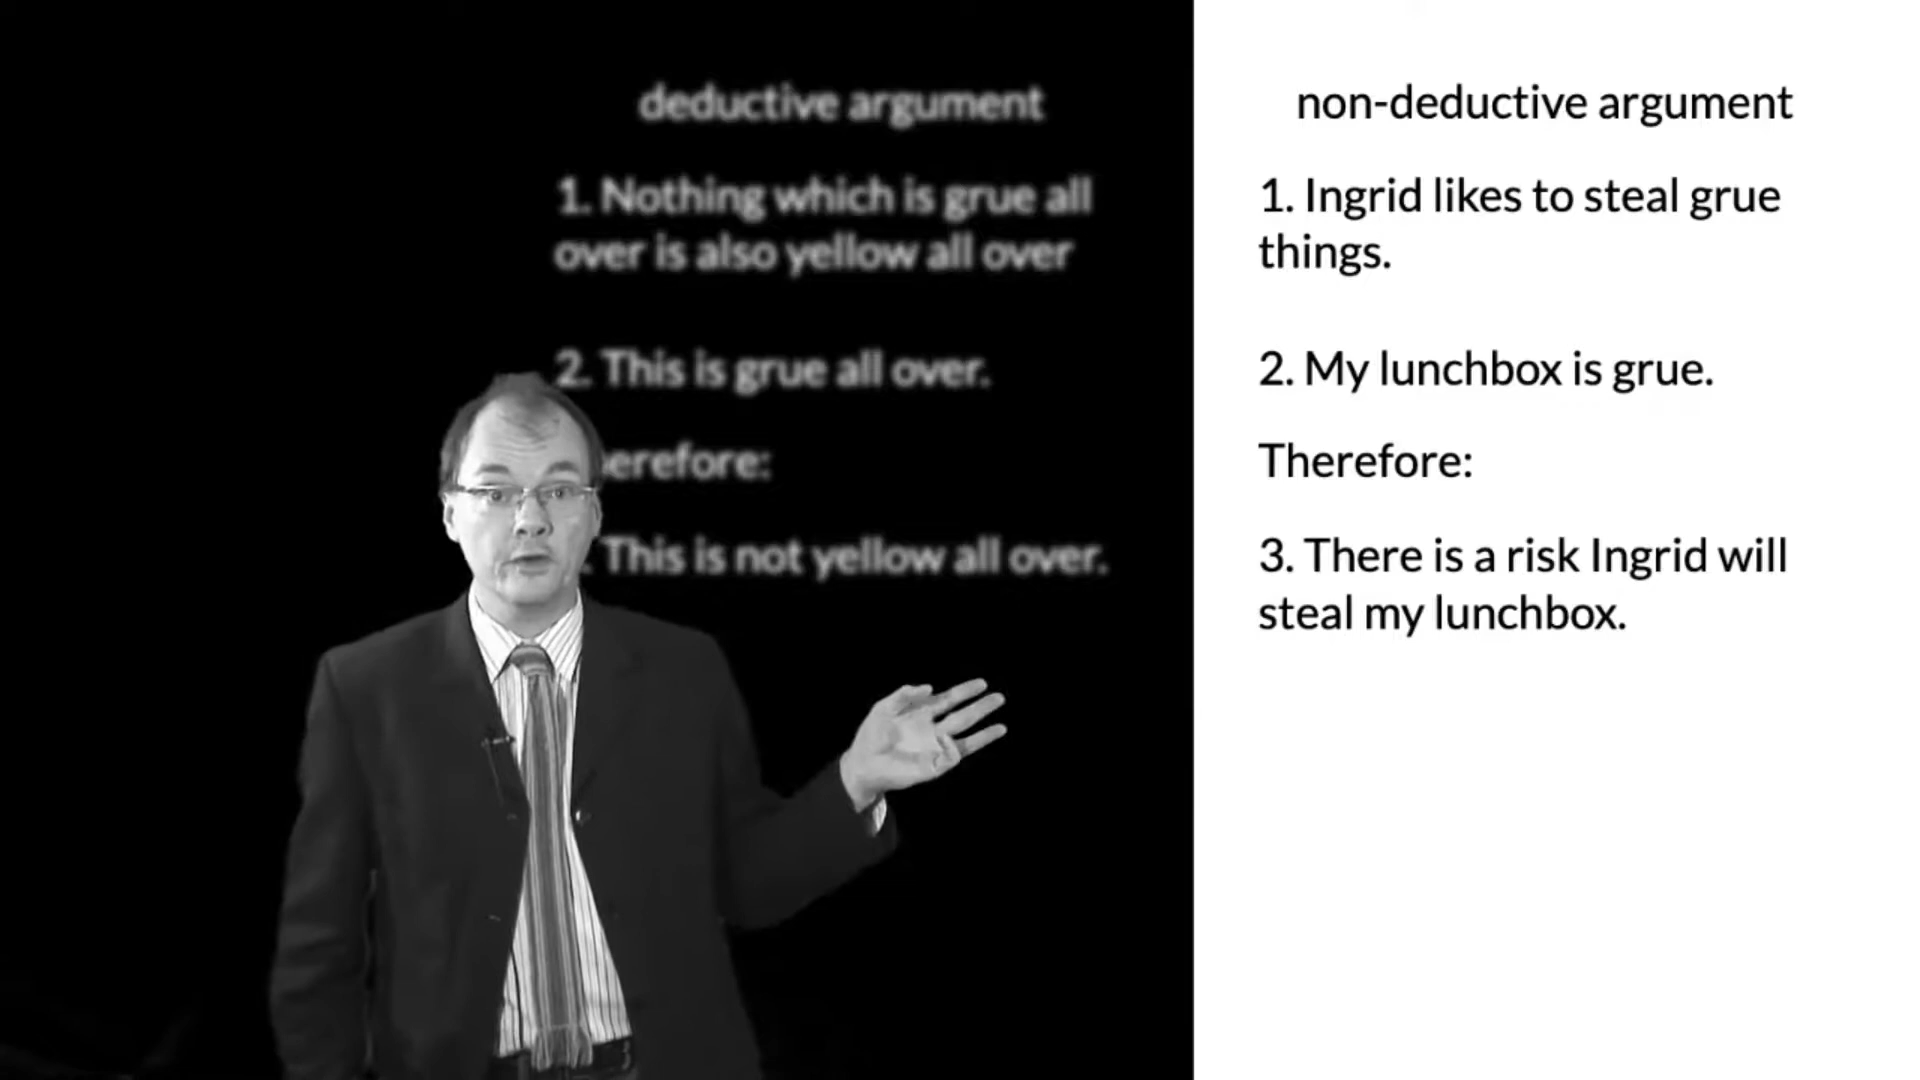 deductive argument
1. Nothing which is grue all
over is also yellow all over
2. This is grue all over.
erefore:
This is not yellow all over.
non-deductive argument
1. Ingrid likes to steal grue
things.
2. My lunchbox is grue.
Therefore:
3. There is a risk Ingrid will
steal my lunchbox.